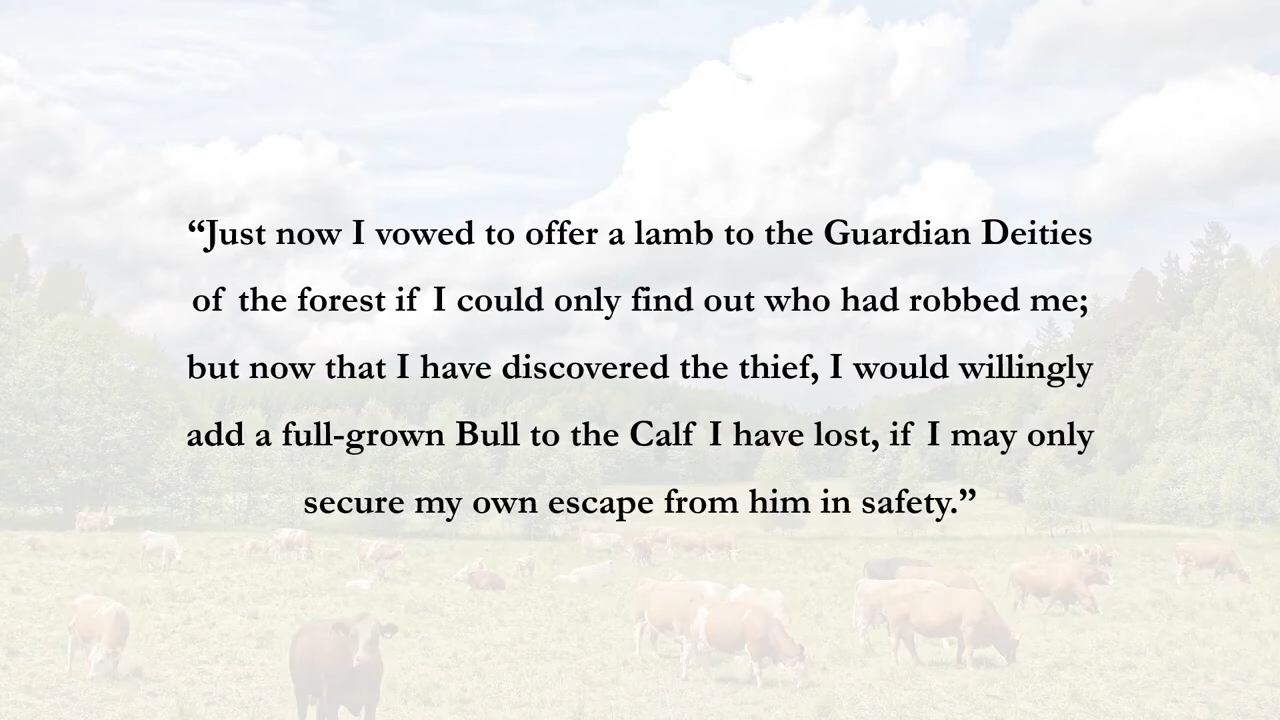 “Just now I vowed to offer a lamb to the Guardian Deities
of the forest if I could only find out who had robbed me;
but now that I have discovered the thief, I would willingly
add a full-grown Bull to the Calf I have lost, if I may only
secure my own escape from him in safety.”